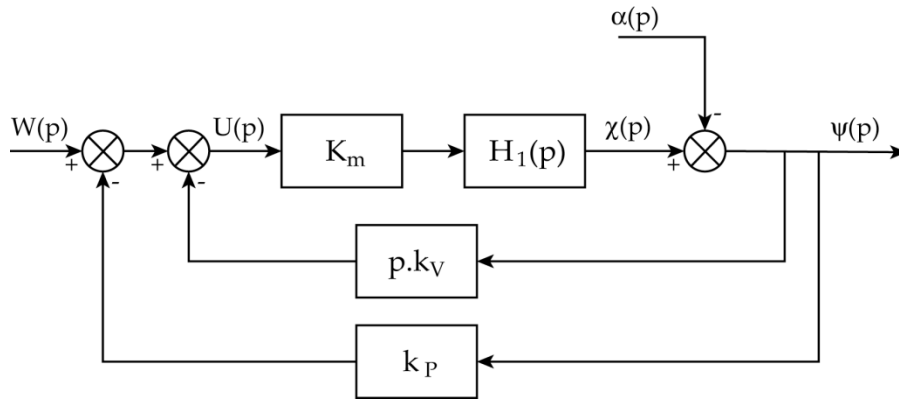 α(p)
W(p)
U(p)
χ(p)
ψ(p)
-
+
-
+
-
+
K_m
H_1(p)
p.k_V
k_P